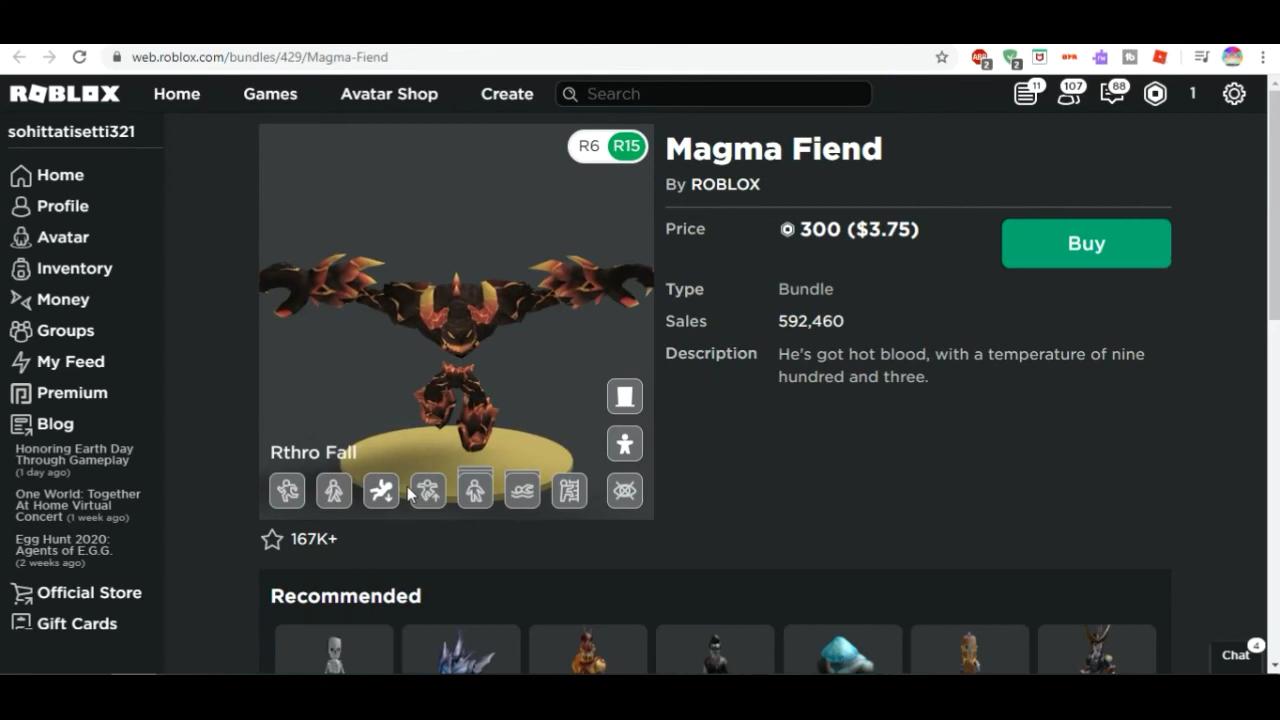 web.roblox.com/bundles/429/Magma-Fiend
2
2
ROBLOX
Home
Games
Avatar Shop
Create
Search
11
107
88
1
sohittatisetti321
Home
Profile
Avatar
Inventory
Money
Groups
My Feed
Premium
Blog
Honoring Earth Day
Through Gameplay
(1 day ago)
One World: Together
At Home Virtual
Concert (1 week ago)
Egg Hunt 2020:
Agents of E.G.G.
(2 weeks ago)
Official Store
Gift Cards
R6 R15
Rthro Fall
167K+
Magma Fiend
By ROBLOX
Price 300 ($3.75)
Buy
Type Bundle
Sales 592,460
Description He's got hot blood, with a temperature of nine
hundred and three.
Recommended
Chat 4